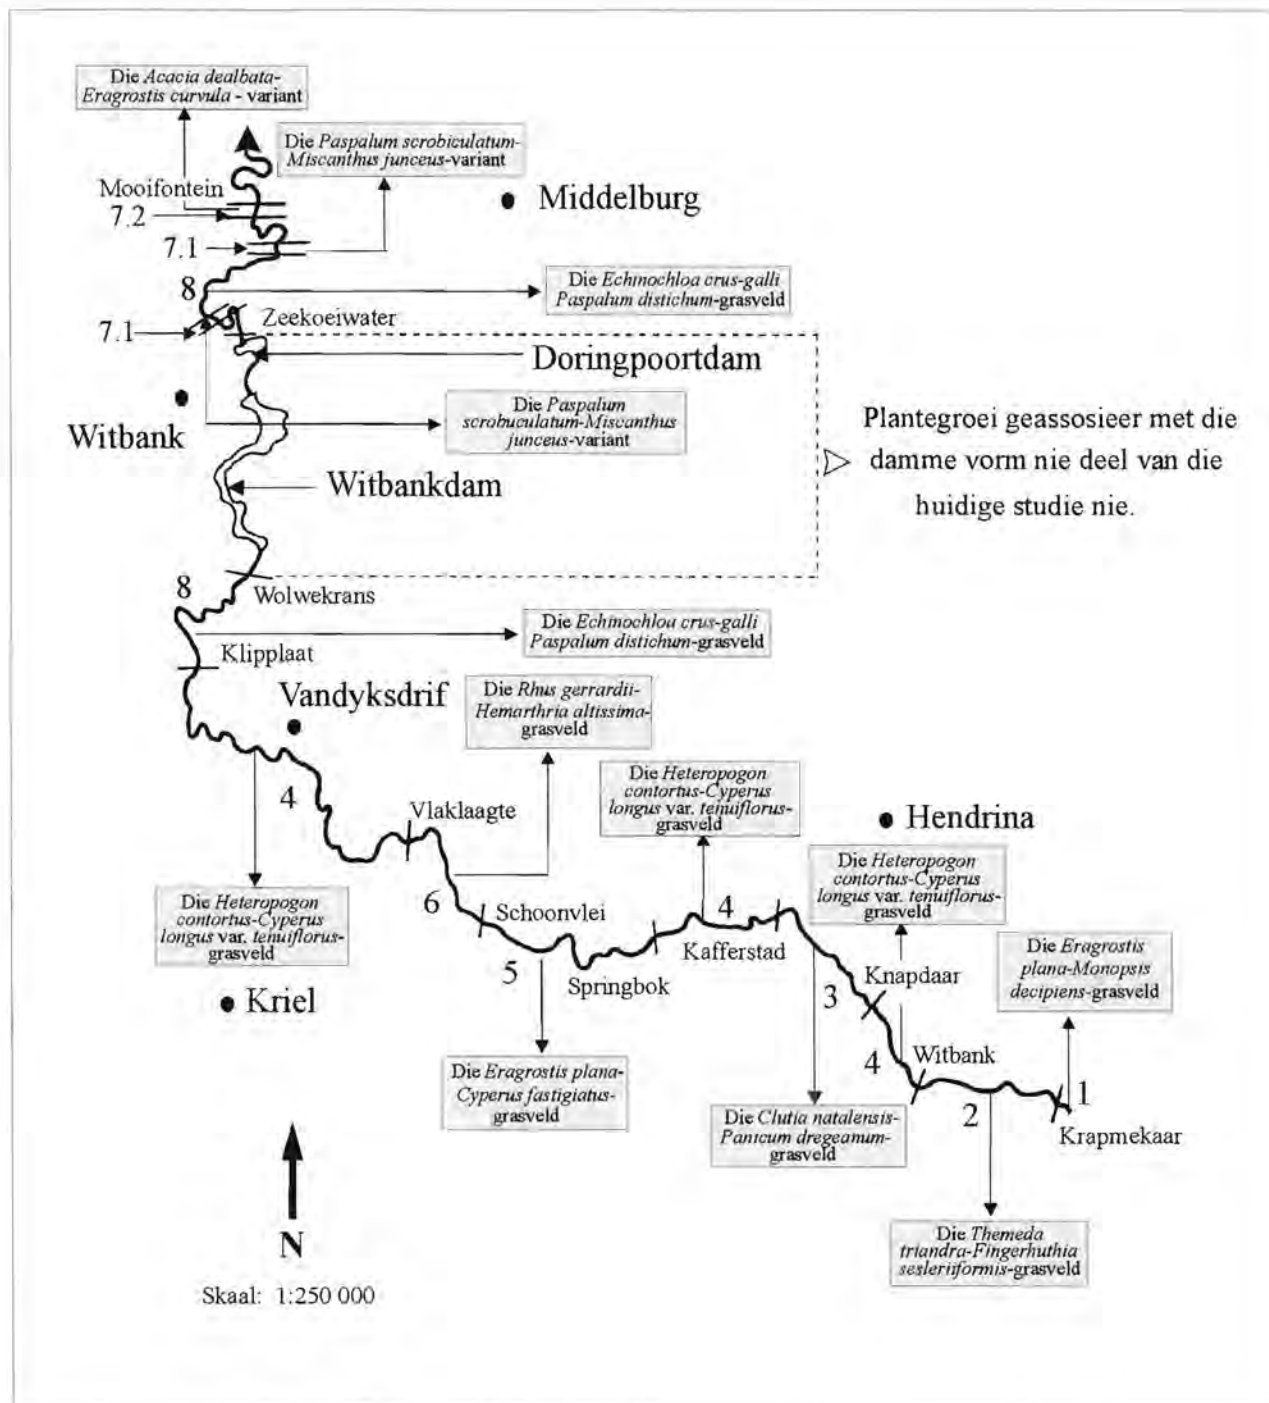 Die Acacia dealbata-
Eragrostis curvula - variant
Die Paspalum scrobiculatum-
Miscanthus junceus-variant
Mooifontein
7.2
Middelburg
7.1
8
Die Echinochloa crus-galli
Paspalum distichum-grasveld
Zeekoeiwater
7.1
Doringpoortdam
Witbank
Die Paspalum
scrobuculatum-Miscanthus
junceus-variant
Plantegroei geassosieer met die
damme vorm nie deel van die
huidige studie nie.
Witbankdam
8
Wolwekrans
Die Echinochloa crus-galli
Paspalum distichum-grasveld
Klipplaat
Vandyksdrif
Die Rhus gerrardii-
Hemarthria altissima-
grasveld
4
Vlaklaagte
Die Heteropogon
contortus-Cyperus
longus var. tenuiflorus-
grasveld
Hendrina
Die Heteropogon
contortus-Cyperus
longus var. tenuiflorus-
grasveld
Die Heteropogon
contortus-Cyperus
longus var. tenuiflorus-
grasveld
6
Schoonvlei
4
Kafferstad
Die Eragrostis
plana-Monopsis
decipiens-grasveld
Kriel
5
Springbok
3
Knapdaar
4
Witbank
Die Eragrostis plana-
Cyperus fastigiatus-
grasveld
2
1
Krapmekaar
Die Clutia natalensis-
Panicum dregeanum-
grasveld
Die Themeda
triandra-Fingerhuthia
sesleriiformis-grasveld
N
Skaal: 1:250 000